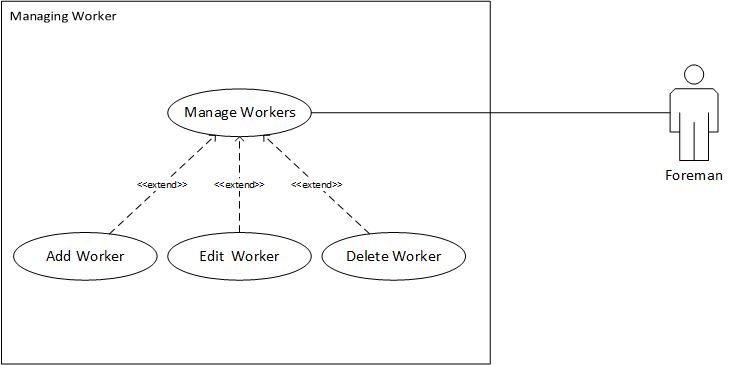 Managing Worker
Manage Workers
<<extend>>
<<extend>>
<<extend>>
Foreman
Add Worker
Edit Worker
Delete Worker